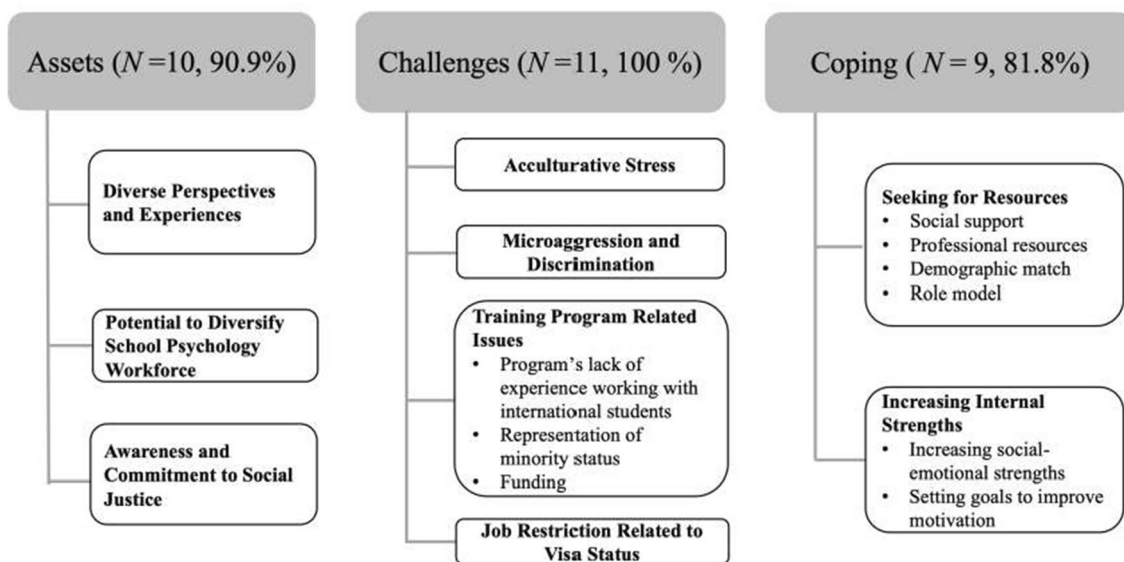 Assets (N =10, 90.9%)
Diverse Perspectives
and Experiences
Potential to Diversify
School Psychology
Workforce
Awareness and
Commitment to Social
Justice
Challenges (N =11, 100 %)
Acculturative Stress
Microaggression and
Discrimination
Training Program Related
Issues
• Program’s lack of
experience working with
international students
• Representation of
minority status
• Funding
Job Restriction Related to
Visa Status
Coping ( N = 9, 81.8%)
Seeking for Resources
• Social support
• Professional resources
• Demographic match
• Role model
Increasing Internal
Strengths
• Increasing social-
emotional strengths
• Setting goals to improve
motivation